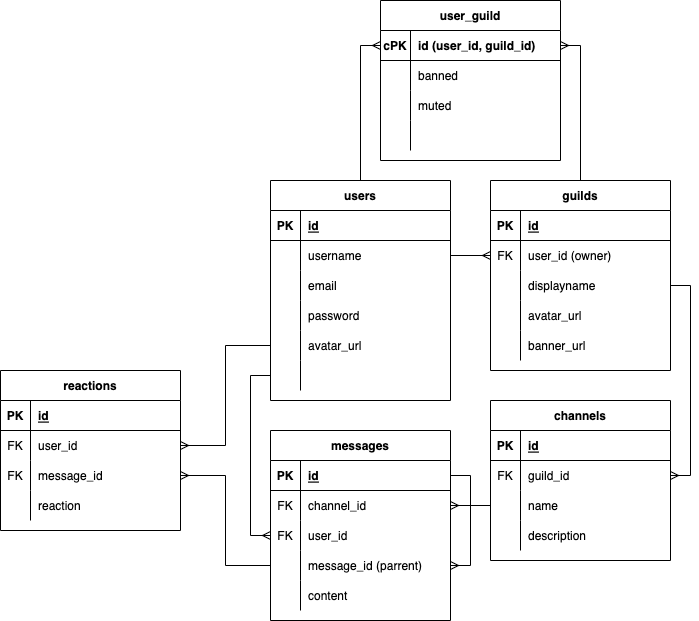 user_guild
cPK id (user_id, guild_id)
banned
muted
users
PK id
username
email
password
avatar_url
guilds
PK id
FK user_id (owner)
displayname
avatar_url
banner_url
reactions
PK id
FK user_id
FK message_id
reaction
messages
PK id
FK channel_id
FK user_id
message_id (parrent)
content
channels
PK id
FK guild_id
name
description